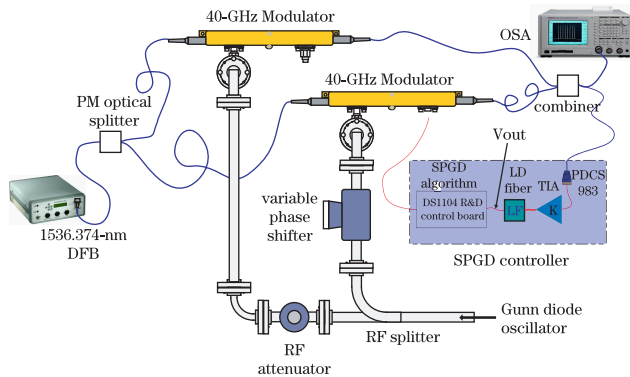 40-GHz Modulator
OSA
40-GHz Modulator
PM optical
splitter
combiner
Vout
SPGD
algorithm
LD
fiber
TIA
PDCS
983
DS1104 R&D
control board
LF
K
variable
phase
shifter
1536.374-nm
DFB
SPGD controller
Gunn diode
oscillator
RF splitter
RF
attenuator